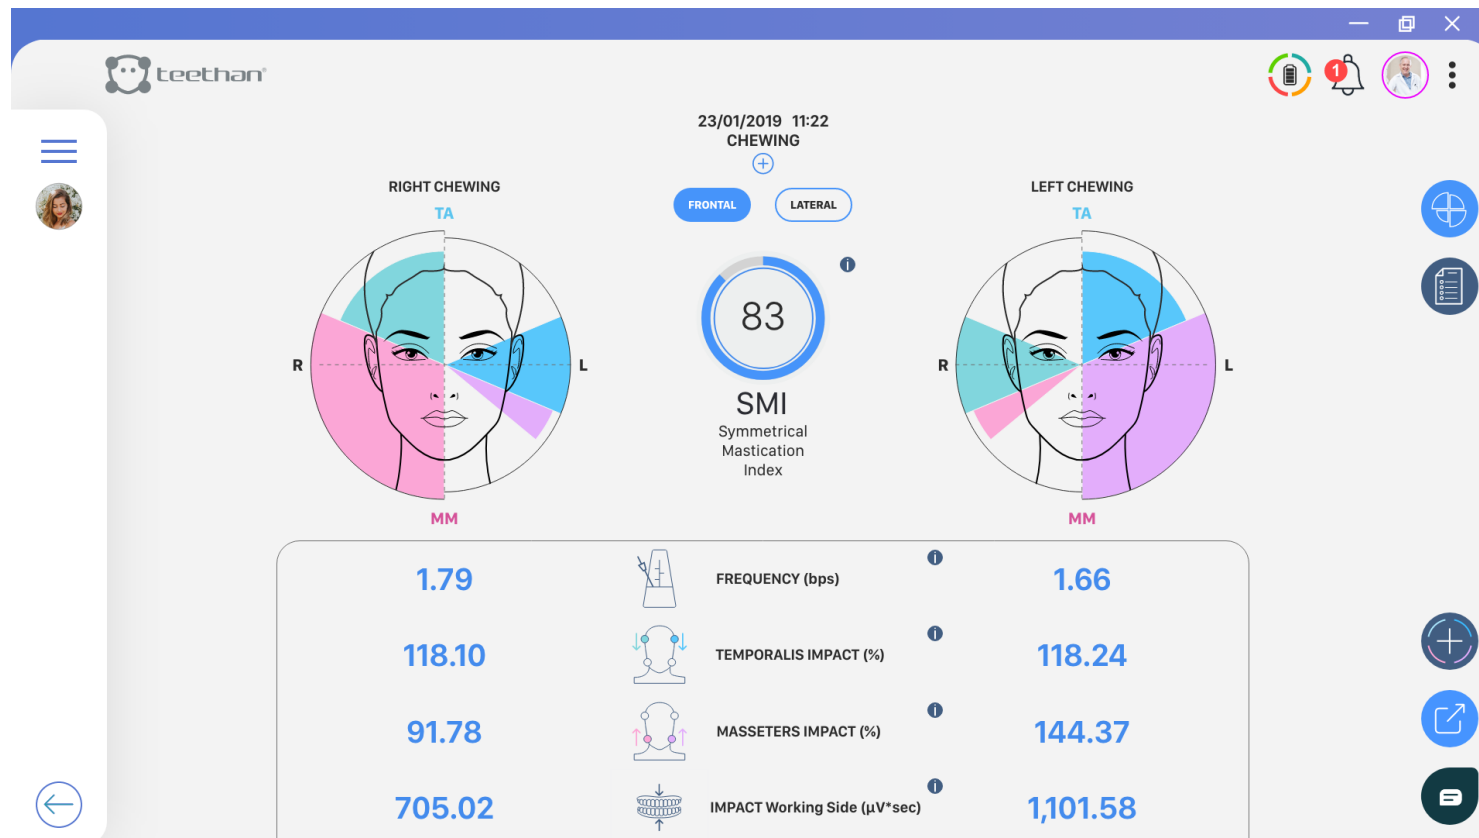 teethan®
1
23/01/2019 11:22
CHEWING
RIGHT CHEWING
TA
R
L
MM
FRONTAL
LATERAL
i
83
SMI
Symmetrical
Mastication
Index
LEFT CHEWING
TA
R
L
MM
1.79
FREQUENCY (bps)
i
1.66
118.10
TEMPORALIS IMPACT (%)
i
118.24
91.78
MASSETERS IMPACT (%)
i
144.37
705.02
IMPACT Working Side (µV*sec)
i
1,101.58